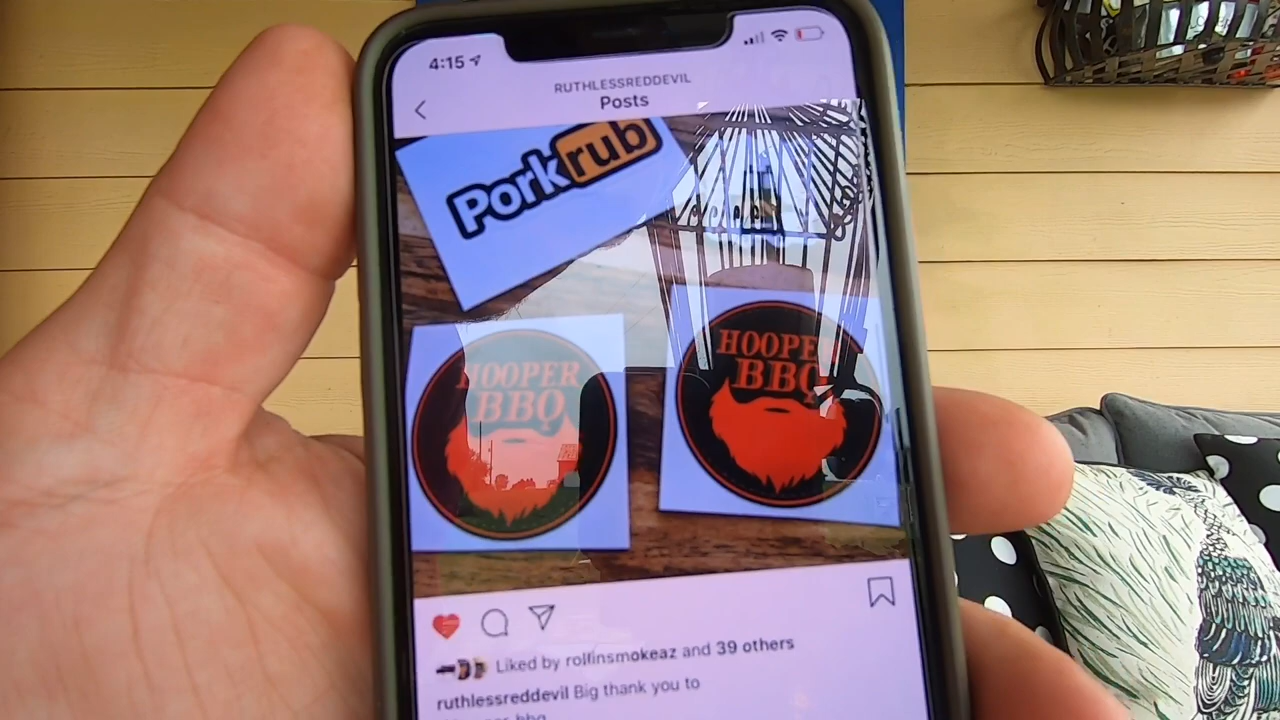 4:15
RUTHLESSREDDEVIL
Posts
Pork rub
HOOPER
BBQ
HOOPER
BBQ
Liked by rollinsmokeaz and 39 others
ruthlessreddevil Big thank you to